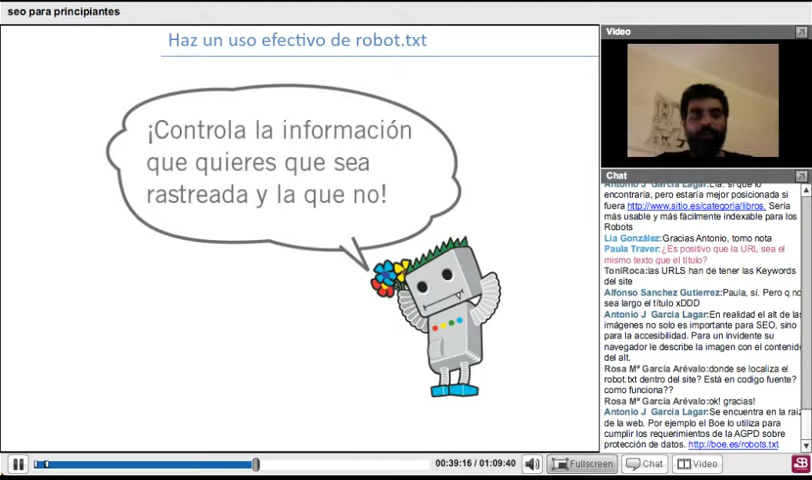 seo para principiantes
Haz un uso efectivo de robot.txt
¡Controla la información
que quieres que sea
rastreada y la que no!
Video
Chat
Antonio J García Lagar:Lia. Si que lo
encontraría, pero estaría mejor posicionada si
fuera http://www.sitio.es/categoria/libros. Sería
más usable y más fácilmente indexable para los
Robots
Lia González:Gracias Antonio, tomo nota
Paula Traver:¿Es positivo que la URL sea el
mismo texto que el título?
ToniRoca:las URLS han de tener las Keywords
del site
Alfonso Sanchez Gutierrez:Paula, sí. Pero q no
sea largo el título xDDD
Antonio J García Lagar:En realidad el alt de las
imágenes no solo es importante para SEO, sino
para la accesibilidad. Para un invidente su
navegador le describe la imagen con el contenido
del alt.
Rosa Mª García Arévalo:donde se localiza el
robot.txt dentro del site? Está en codigo fuente?
como funciona??
Rosa Mª García Arévalo:ok! gracias!
Antonio J García Lagar:Se encuentra en la raiz
de la web. Por ejemplo el Boe lo utiliza para
cumplir los requerimientos de la AGPD sobre
protección de datos. http://boe.es/robots.txt
00:39:16 / 01:09:40
Fullscreen
Chat
Video